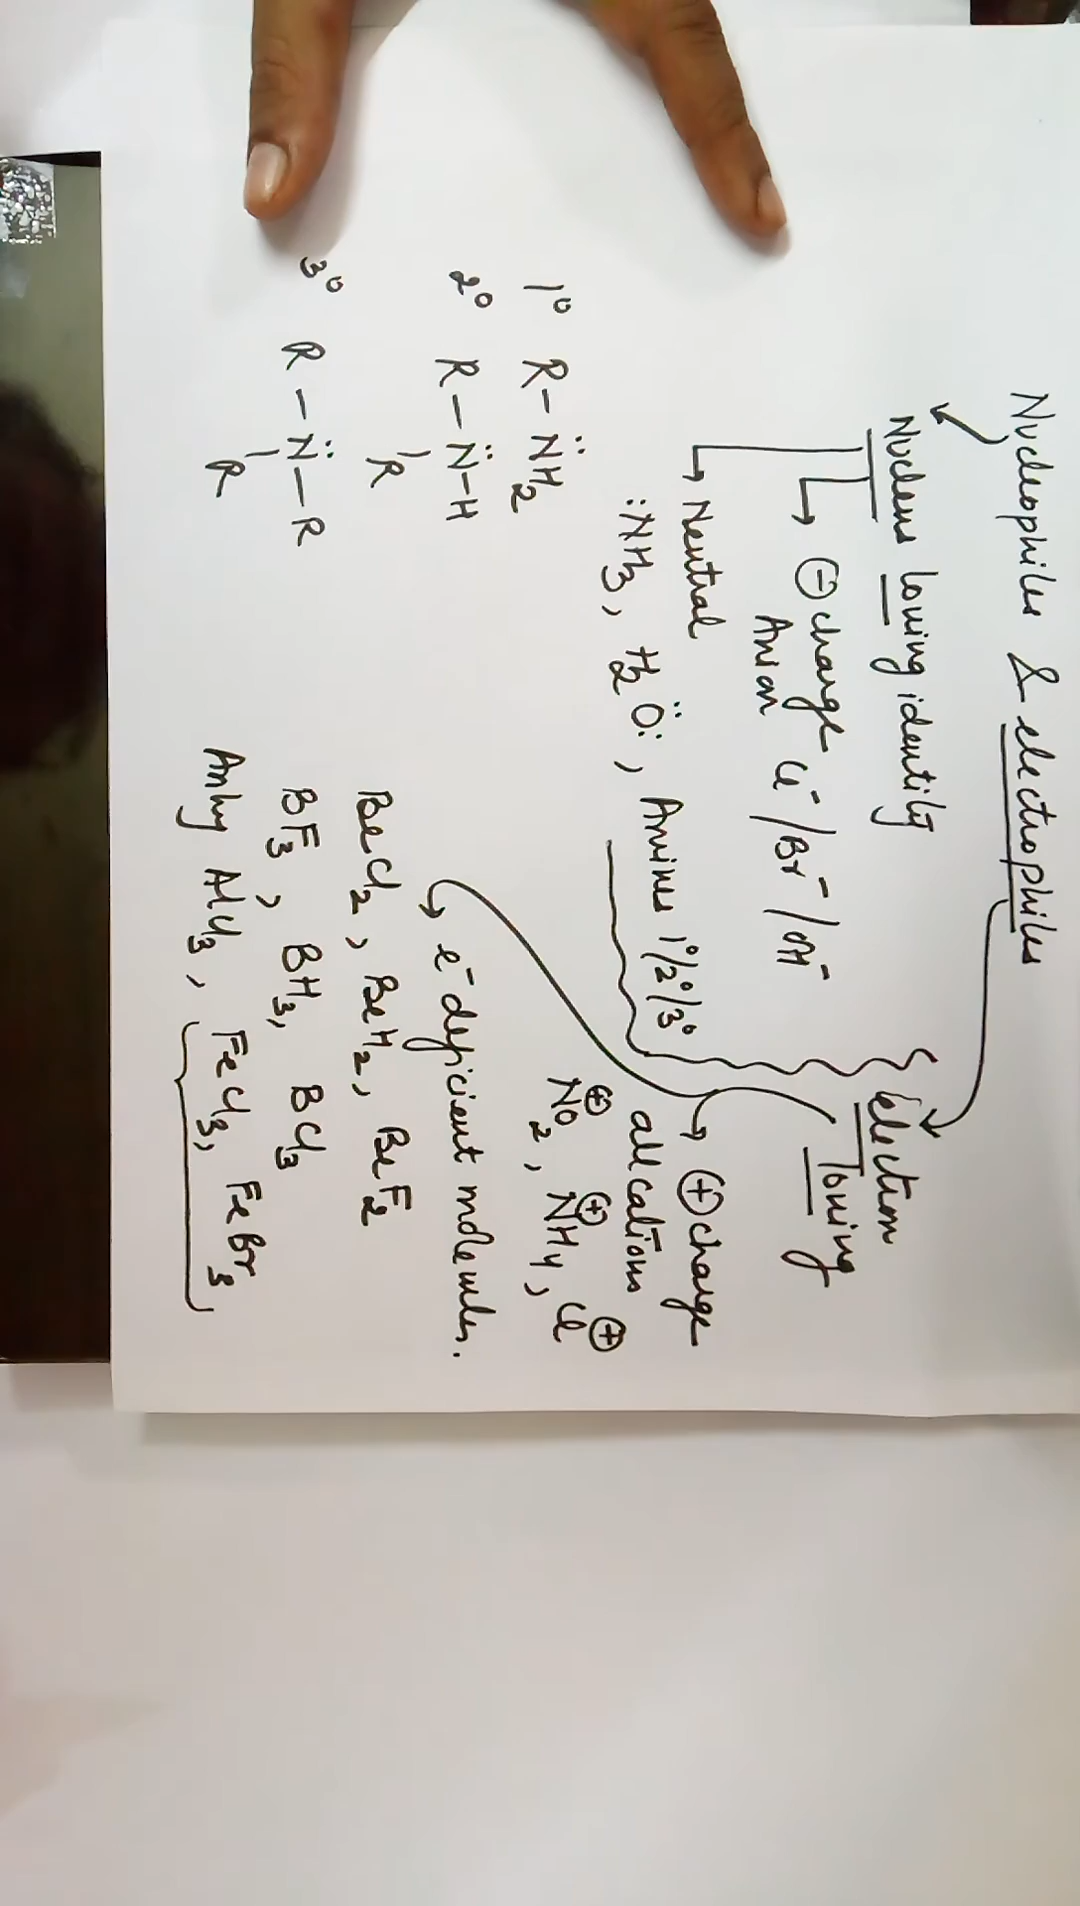 Nucleophiles & electrophiles
Nucleus loving identity
⊖ charge
Anion Cl⁻/Br⁻/OH⁻
Neutral
:NH₃, H₂Ö:, Amines 1°/2°/3°
1° R-N̈H₂
2° R-N̈-H
R
3° R-N̈-R
R
electron
loving
⊕ charge
all cations
N⊕O₂, N⊕H₄, Cl⊕
e⁻ deficient molecules.
BeCl₂, BeH₂, BeF₂
BF₃, BH₃, BCl₃
Anhy AlCl₃, FeCl₃, FeBr₃,